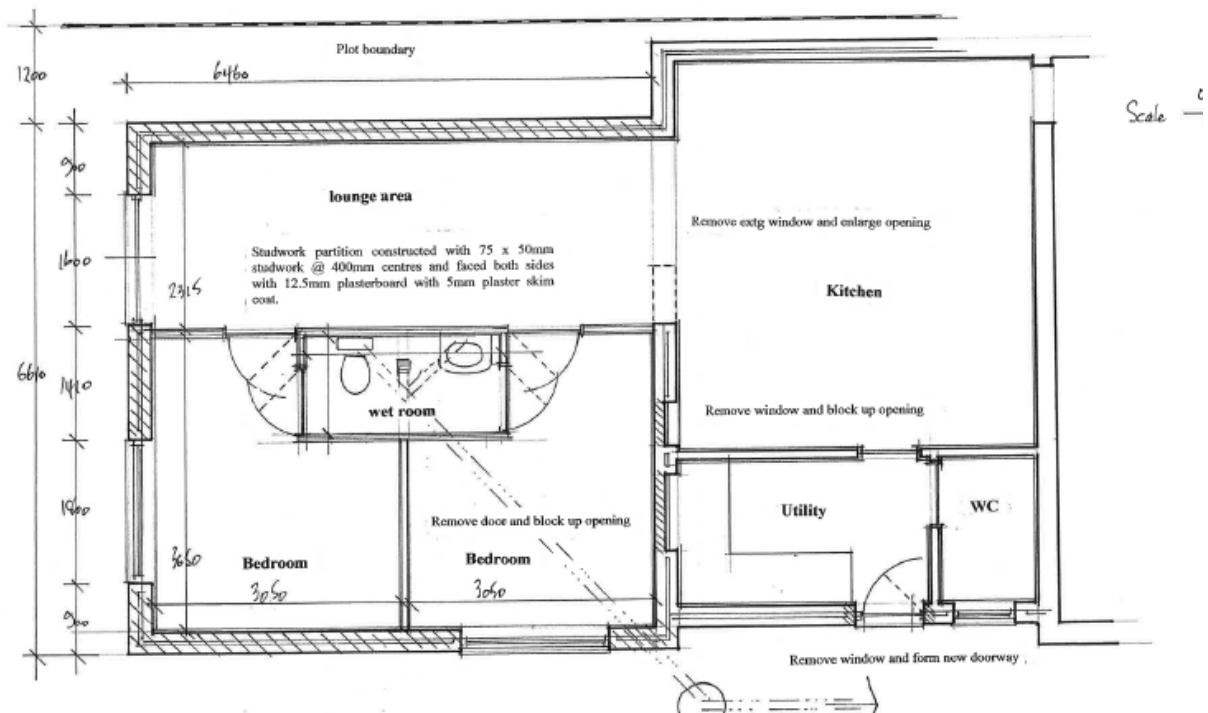 Plot boundary
1200
6460
Scale
900
lounge area
Remove extg window and enlarge opening
Studwork partition constructed with 75 x 50mm
studwork @ 400mm centres and faced both sides
with 12.5mm plasterboard with 5mm plaster skim
coat.
1600
2315
Kitchen
6610
1410
wet room
Remove window and block up opening
1800
Utility
WC
Remove door and block up opening
3650
Bedroom
Bedroom
3050
3050
900
Remove window and form new doorway